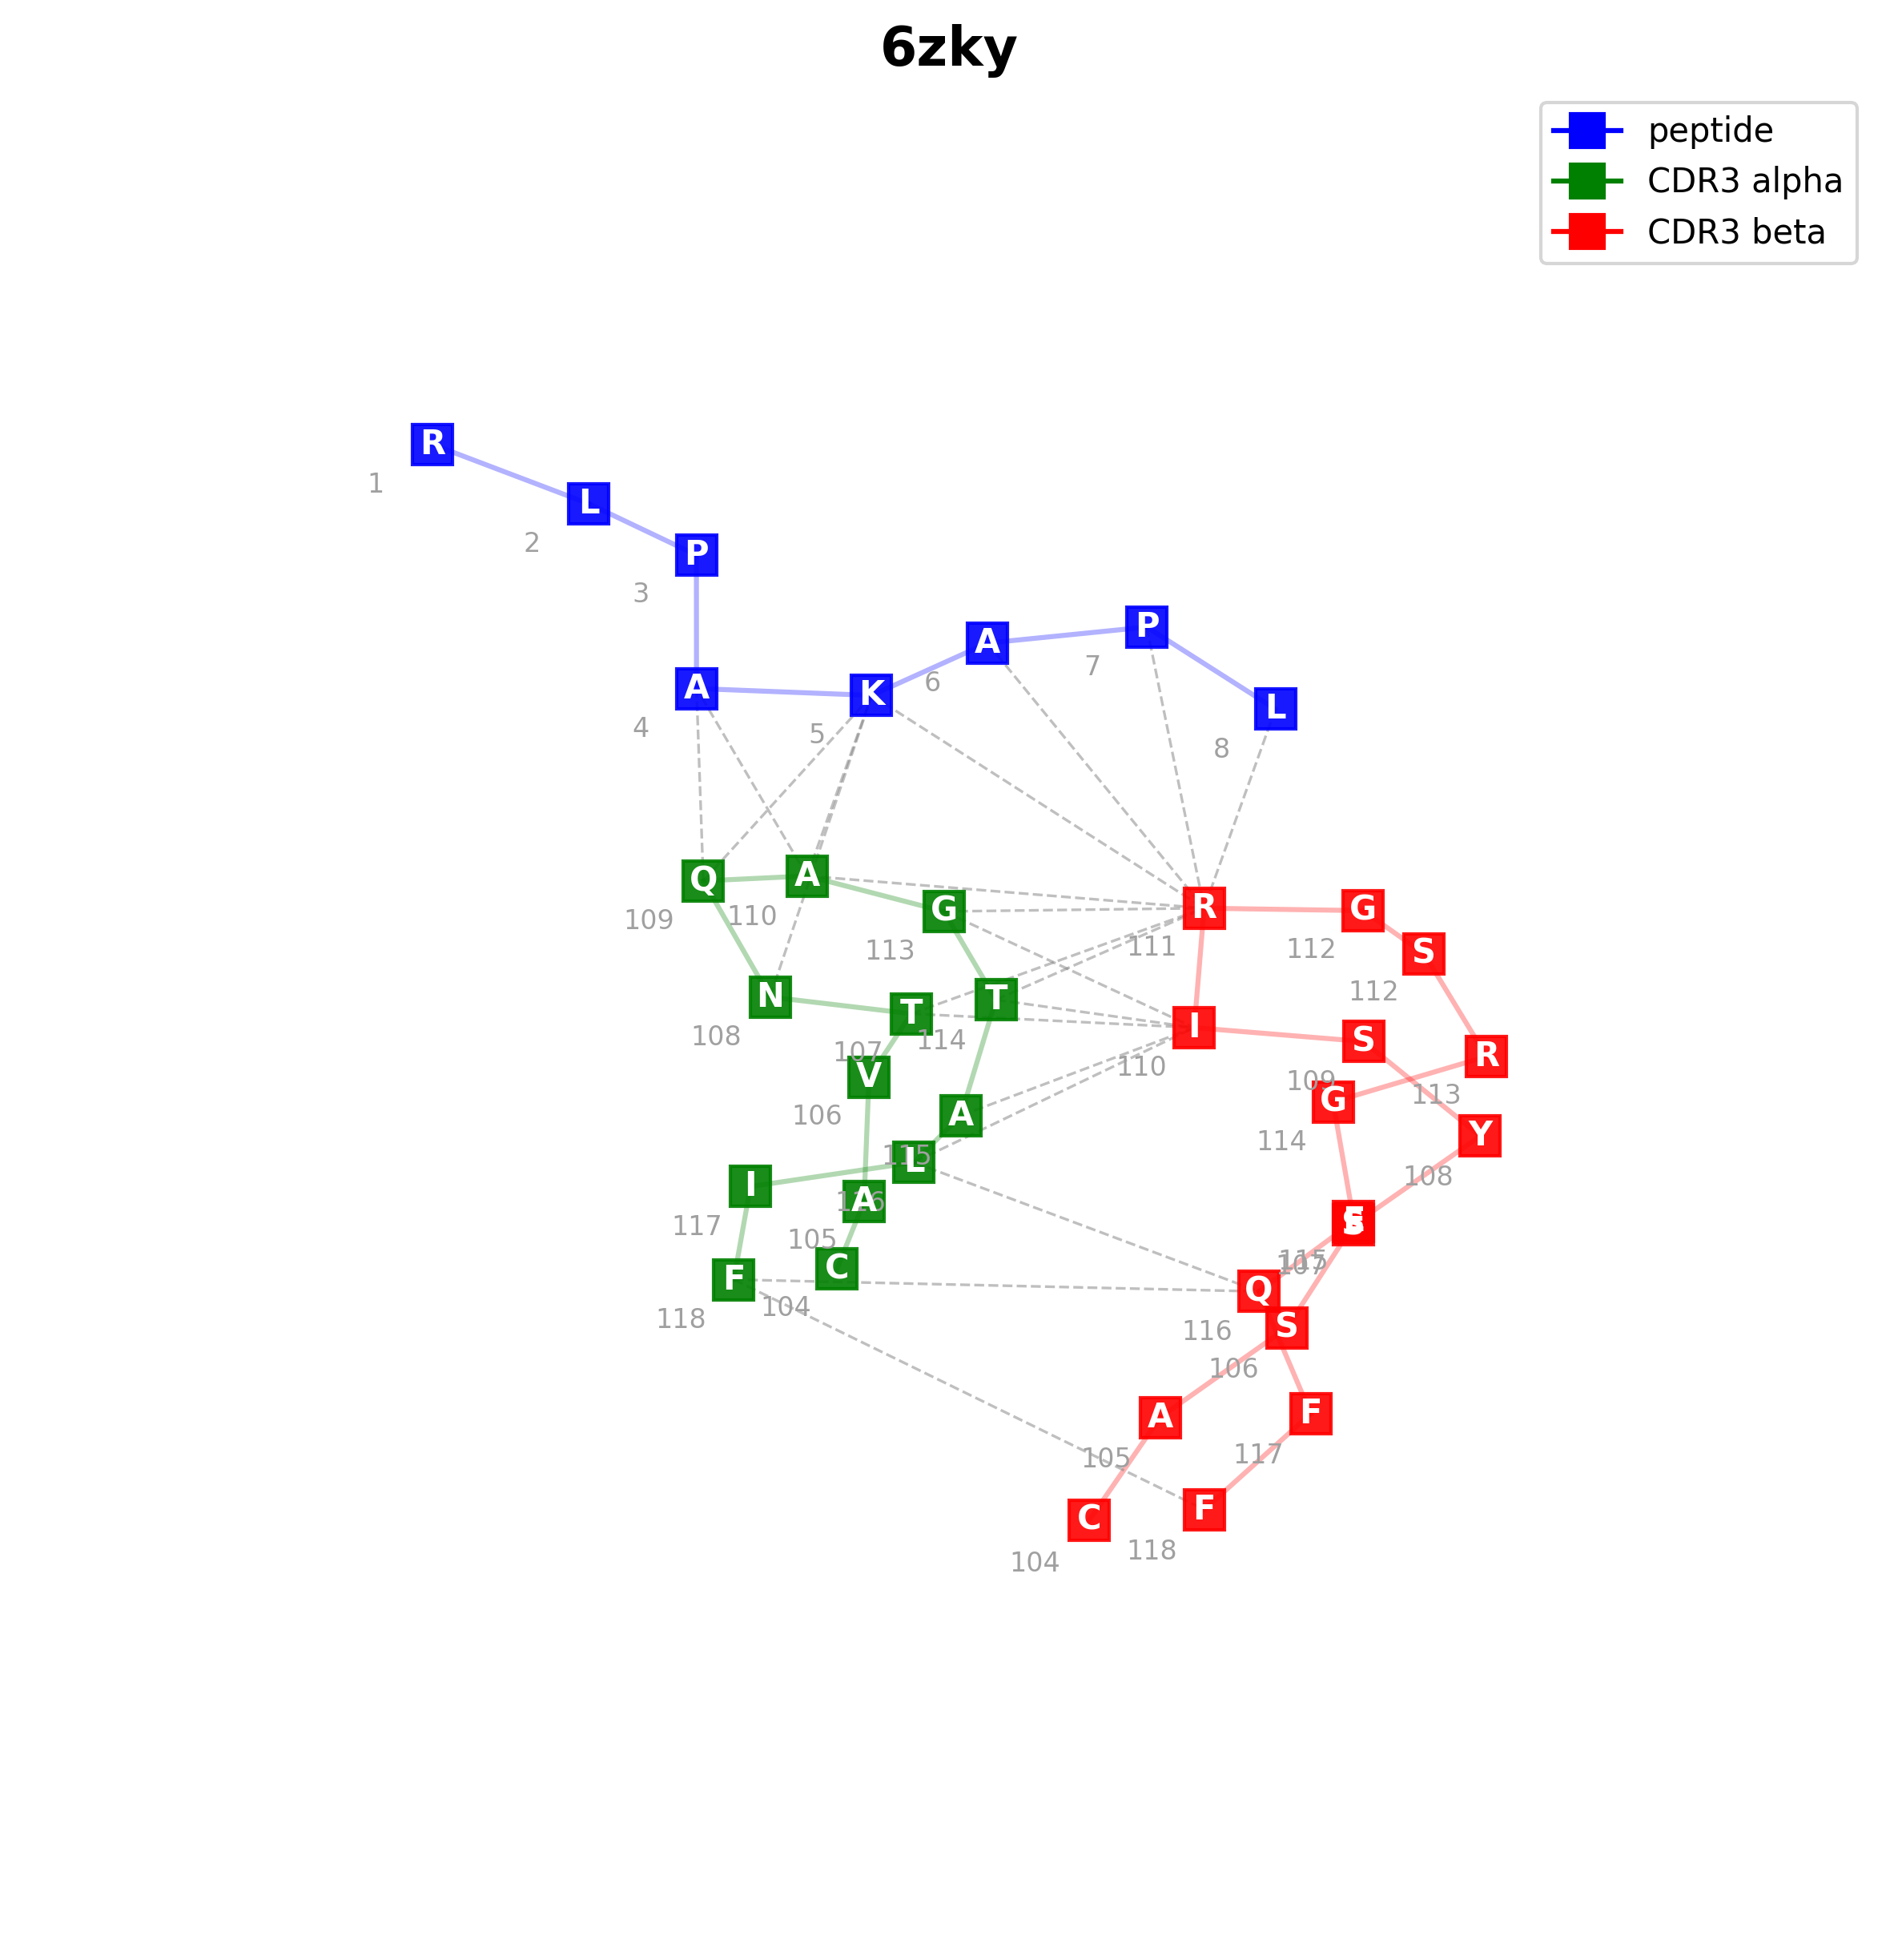 6zky
peptide
CDR3 alpha
CDR3 beta
R
1
L
2
P
3
P
7
A
6
A
4
K
5
L
8
Q
109
A
110
G
113
R
111
G
112
S
112
N
108
T
107
T
114
I
110
S
109
R
113
V
106
A
115
G
114
Y
108
I
117
L
116
A
105
S
115
107
C
104
F
118
Q
116
S
106
A
105
F
117
C
104
F
118